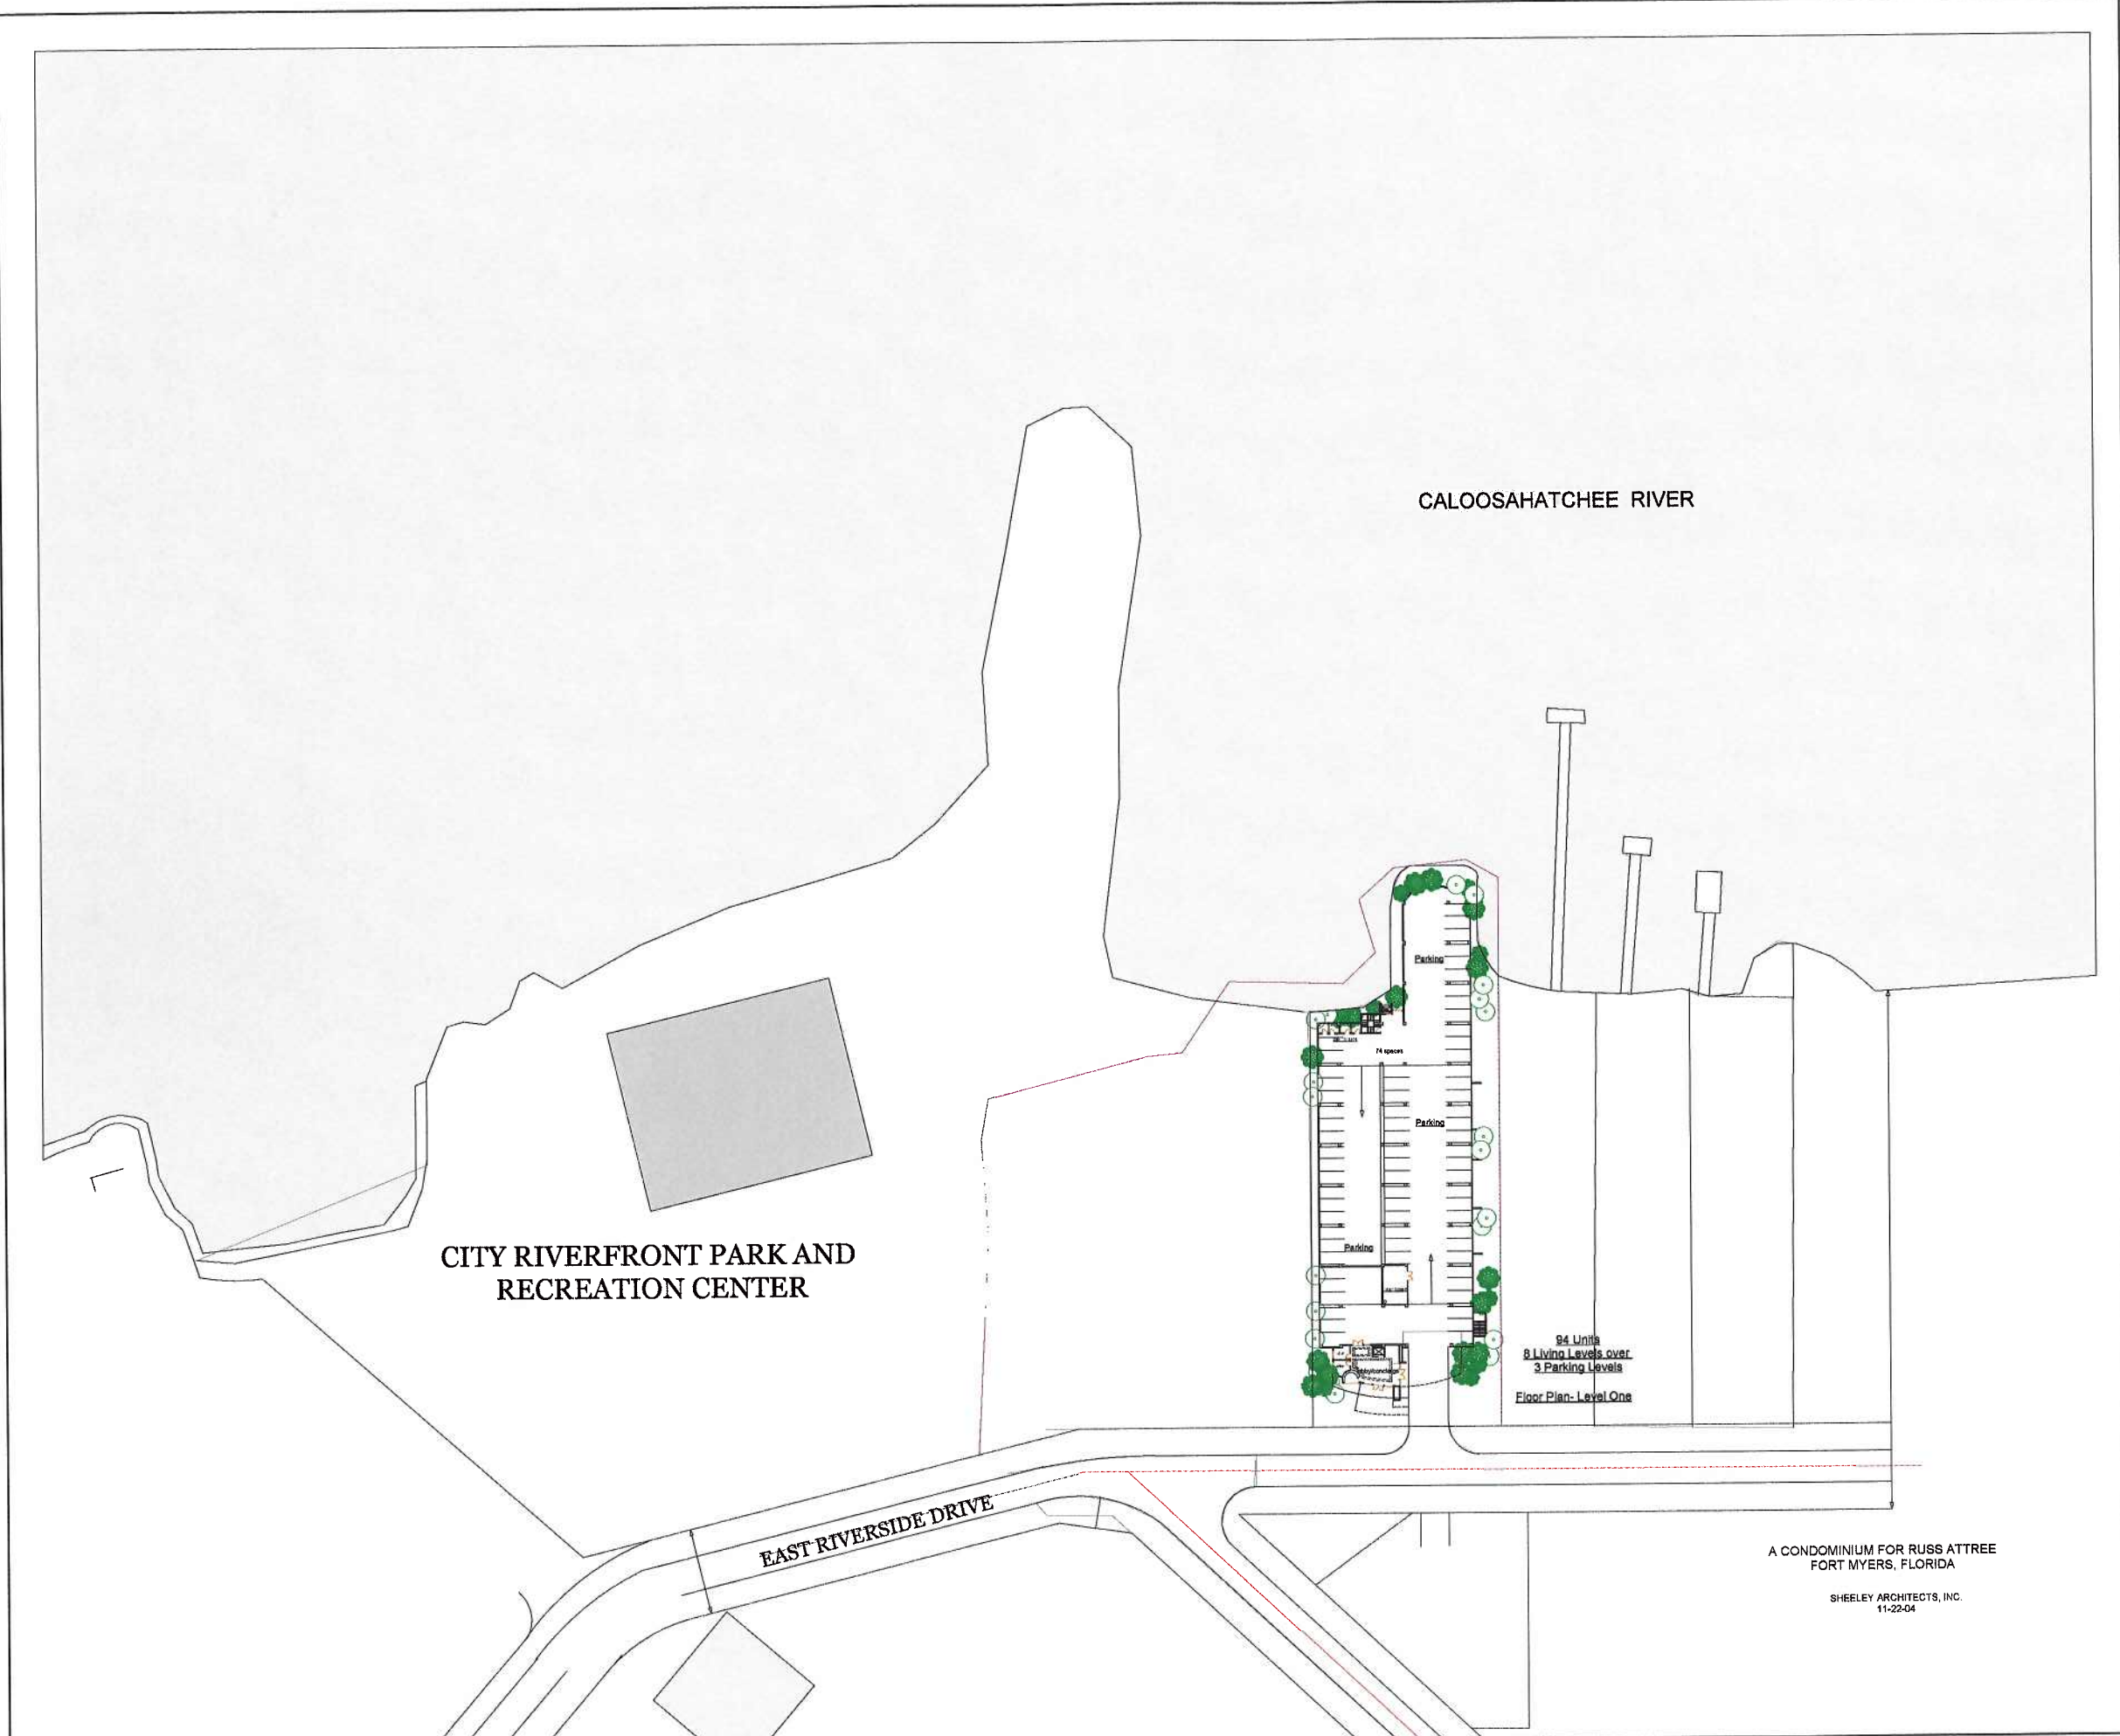 CALOOSAHATCHEE RIVER
Parking
74 spaces
Parking
Parking
CITY RIVERFRONT PARK AND
RECREATION CENTER
94 Units
8 Living Levels over
3 Parking Levels
Floor Plan- Level One
EAST RIVERSIDE DRIVE
A CONDOMINIUM FOR RUSS ATTREE
FORT MYERS, FLORIDA
SHEELEY ARCHITECTS, INC.
11-22-04